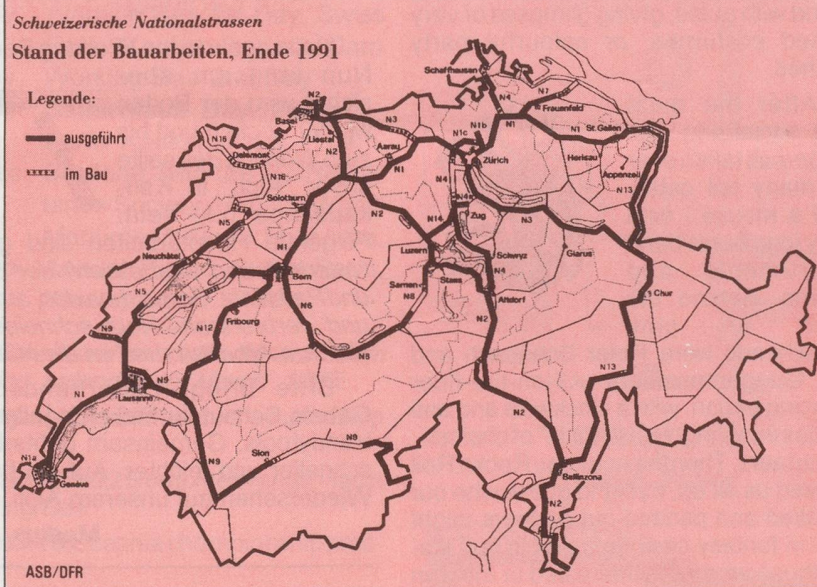 Schweizerische Nationalstrassen
Stand der Bauarbeiten, Ende 1991
Legende:
ausgeführt
im Bau
Schaffhausen
N2
Basel
N4
N7
Frauenfeld
N3
N1b
N1c
N1
N1
St.Gallen
Liestal
N2
Aarau
N1
Zürich
N16
Delemont
N16
Herisau
Appenzell
N13
N4
N4a
Zug
N3
Solothurn
N5
N2
N14
N1
Luzern
Schwyz
Glarus
Neuchâtel
Bern
Sarnen
Stans
N4
N8
Altdorf
Chur
N5
N1
N6
N2
Fribourg
N12
N9
N8
N13
N9
Lausanne
N1
N2
N9
Sion
N9
N1a
Genève
Bellinzona
N2
ASB/DFR